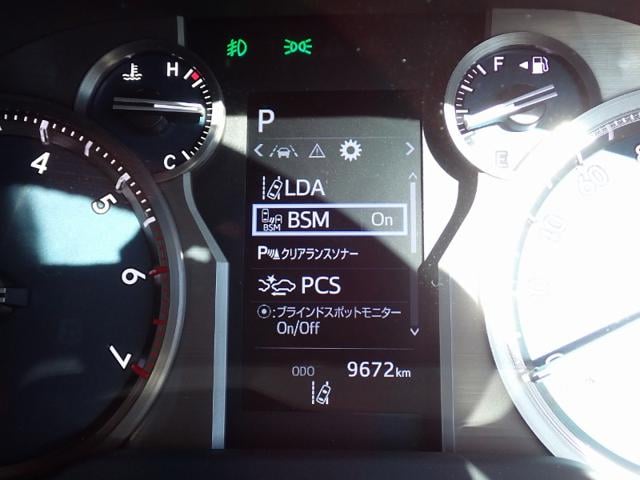 H
C
F
E
4
5
6
7
P
LDA
BSM BSM On
P クリアランスソナー
PCS
:ブラインドスポットモニター
On/Off
ODO 9672km
80